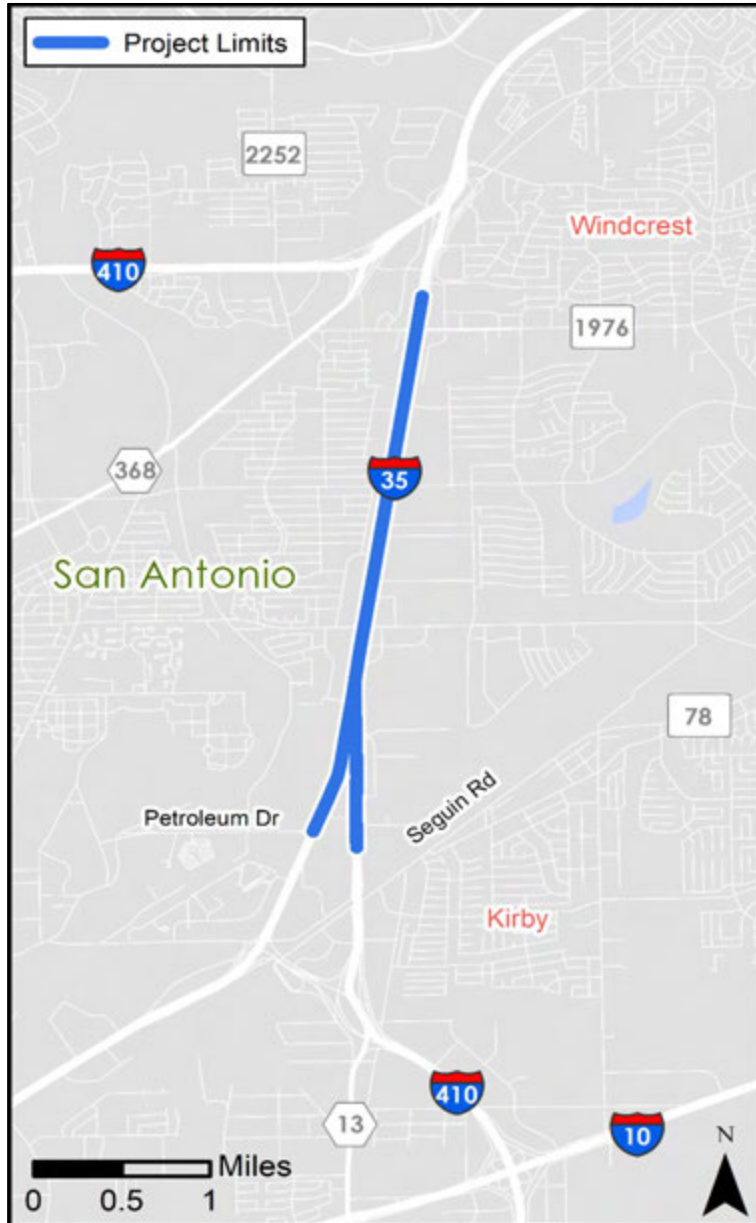 Project Limits
2252
Windcrest
410
1976
368
35
San Antonio
78
Petroleum Dr
Seguin Rd
Kirby
410
13
10
N
Miles
0 0.5 1